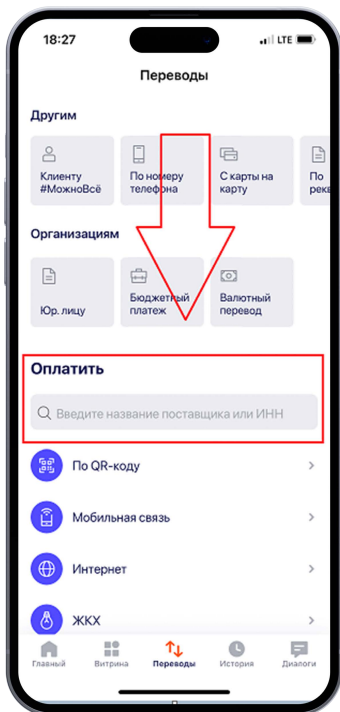 18:27
LTE
Переводы
Другим
Клиенту
#МожноВсё
По номеру
телефона
С карты на
карту
По
рекв
Организациям
Юр. лицу
Бюджетный
платеж
Валютный
перевод
Оплатить
Введите название поставщика или ИНН
По QR-коду
Мобильная связь
Интернет
ЖКХ
Главный Витрина Переводы История Диалоги